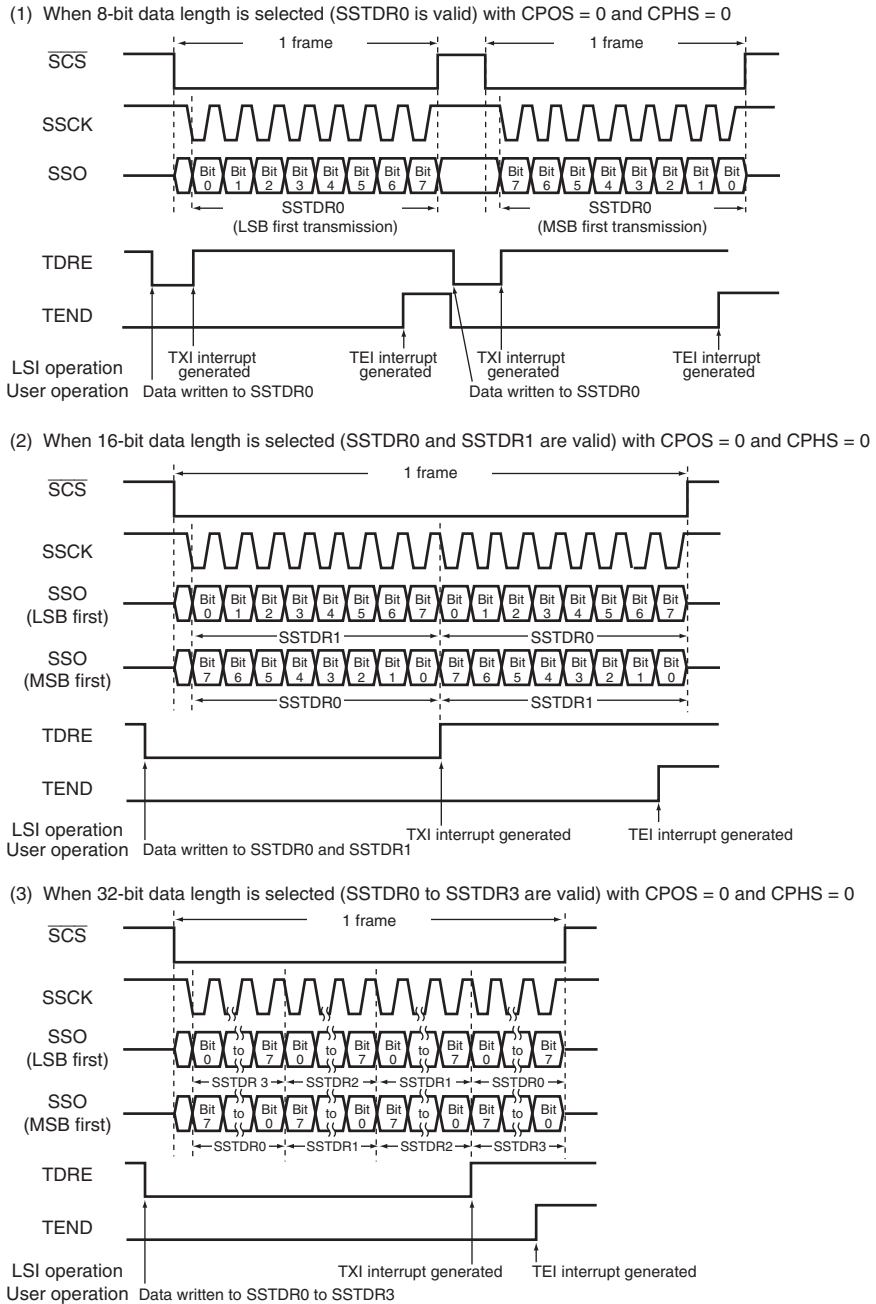 (1) When 8-bit data length is selected (SSTDR0 is valid) with CPOS = 0 and CPHS = 0
1 frame 1 frame
SCS
SSCK
SSO Bit 0 Bit 1 Bit 2 Bit 3 Bit 4 Bit 5 Bit 6 Bit 7 Bit 7 Bit 6 Bit 5 Bit 4 Bit 3 Bit 2 Bit 1 Bit 0
SSTDR0 SSTDR0
(LSB first transmission) (MSB first transmission)
TDRE
TEND
LSI operation TXI interrupt generated TEI interrupt generated TXI interrupt generated TEI interrupt generated
User operation Data written to SSTDR0 Data written to SSTDR0
(2) When 16-bit data length is selected (SSTDR0 and SSTDR1 are valid) with CPOS = 0 and CPHS = 0
1 frame
SCS
SSCK
SSO (LSB first) Bit 0 Bit 1 Bit 2 Bit 3 Bit 4 Bit 5 Bit 6 Bit 7 Bit 0 Bit 1 Bit 2 Bit 3 Bit 4 Bit 5 Bit 6 Bit 7
SSTDR1 SSTDR0
SSO (MSB first) Bit 7 Bit 6 Bit 5 Bit 4 Bit 3 Bit 2 Bit 1 Bit 0 Bit 7 Bit 6 Bit 5 Bit 4 Bit 3 Bit 2 Bit 1 Bit 0
SSTDR0 SSTDR1
TDRE
TEND
LSI operation TXI interrupt generated TEI interrupt generated
User operation Data written to SSTDR0 and SSTDR1
(3) When 32-bit data length is selected (SSTDR0 to SSTDR3 are valid) with CPOS = 0 and CPHS = 0
1 frame
SCS
SSCK
SSO (LSB first) Bit 0 to Bit 7 Bit 0 to Bit 7 Bit 0 to Bit 7 Bit 0 to Bit 7
SSTDR 3 SSTDR2 SSTDR1 SSTDR0
SSO (MSB first) Bit 7 to Bit 0 Bit 7 to Bit 0 Bit 7 to Bit 0 Bit 7 to Bit 0
SSTDR0 SSTDR1 SSTDR2 SSTDR3
TDRE
TEND
LSI operation TXI interrupt generated TEI interrupt generated
User operation Data written to SSTDR0 to SSTDR3